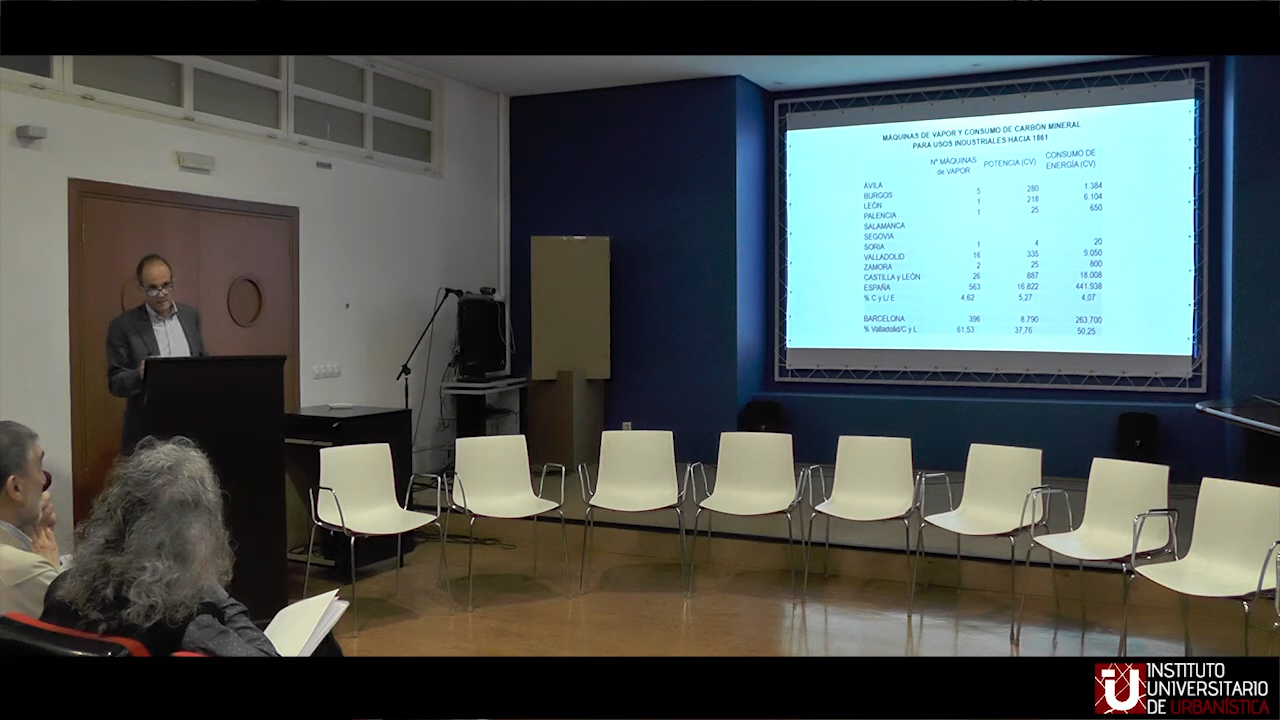 MÁQUINAS DE VAPOR Y CONSUMO DE CARBÓN MINERAL
PARA USOS INDUSTRIALES HACIA 1861
Nº MÁQUINAS de VAPOR POTENCIA (CV) CONSUMO DE ENERGÍA (CV)
ÁVILA
BURGOS 5 280 1.384
LEÓN 1 218 6.104
PALENCIA 1 25 650
SALAMANCA
SEGOVIA
SORIA 1 4 20
VALLADOLID 16 335 9.050
ZAMORA 2 25 800
CASTILLA y LEÓN 26 887 18.008
ESPAÑA 563 16.822 441.938
% C y L/ E 4,62 5,27 4,07
BARCELONA 396 8.790 263.700
% Valladolid/C y L 61,53 37,76 50,25
INSTITUTO
UNIVERSITARIO
DE URBANÍSTICA